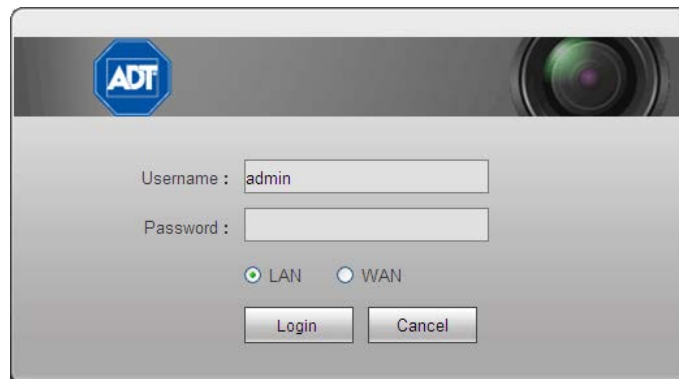 ADT
Username : admin
Password :
LAN WAN
Login Cancel